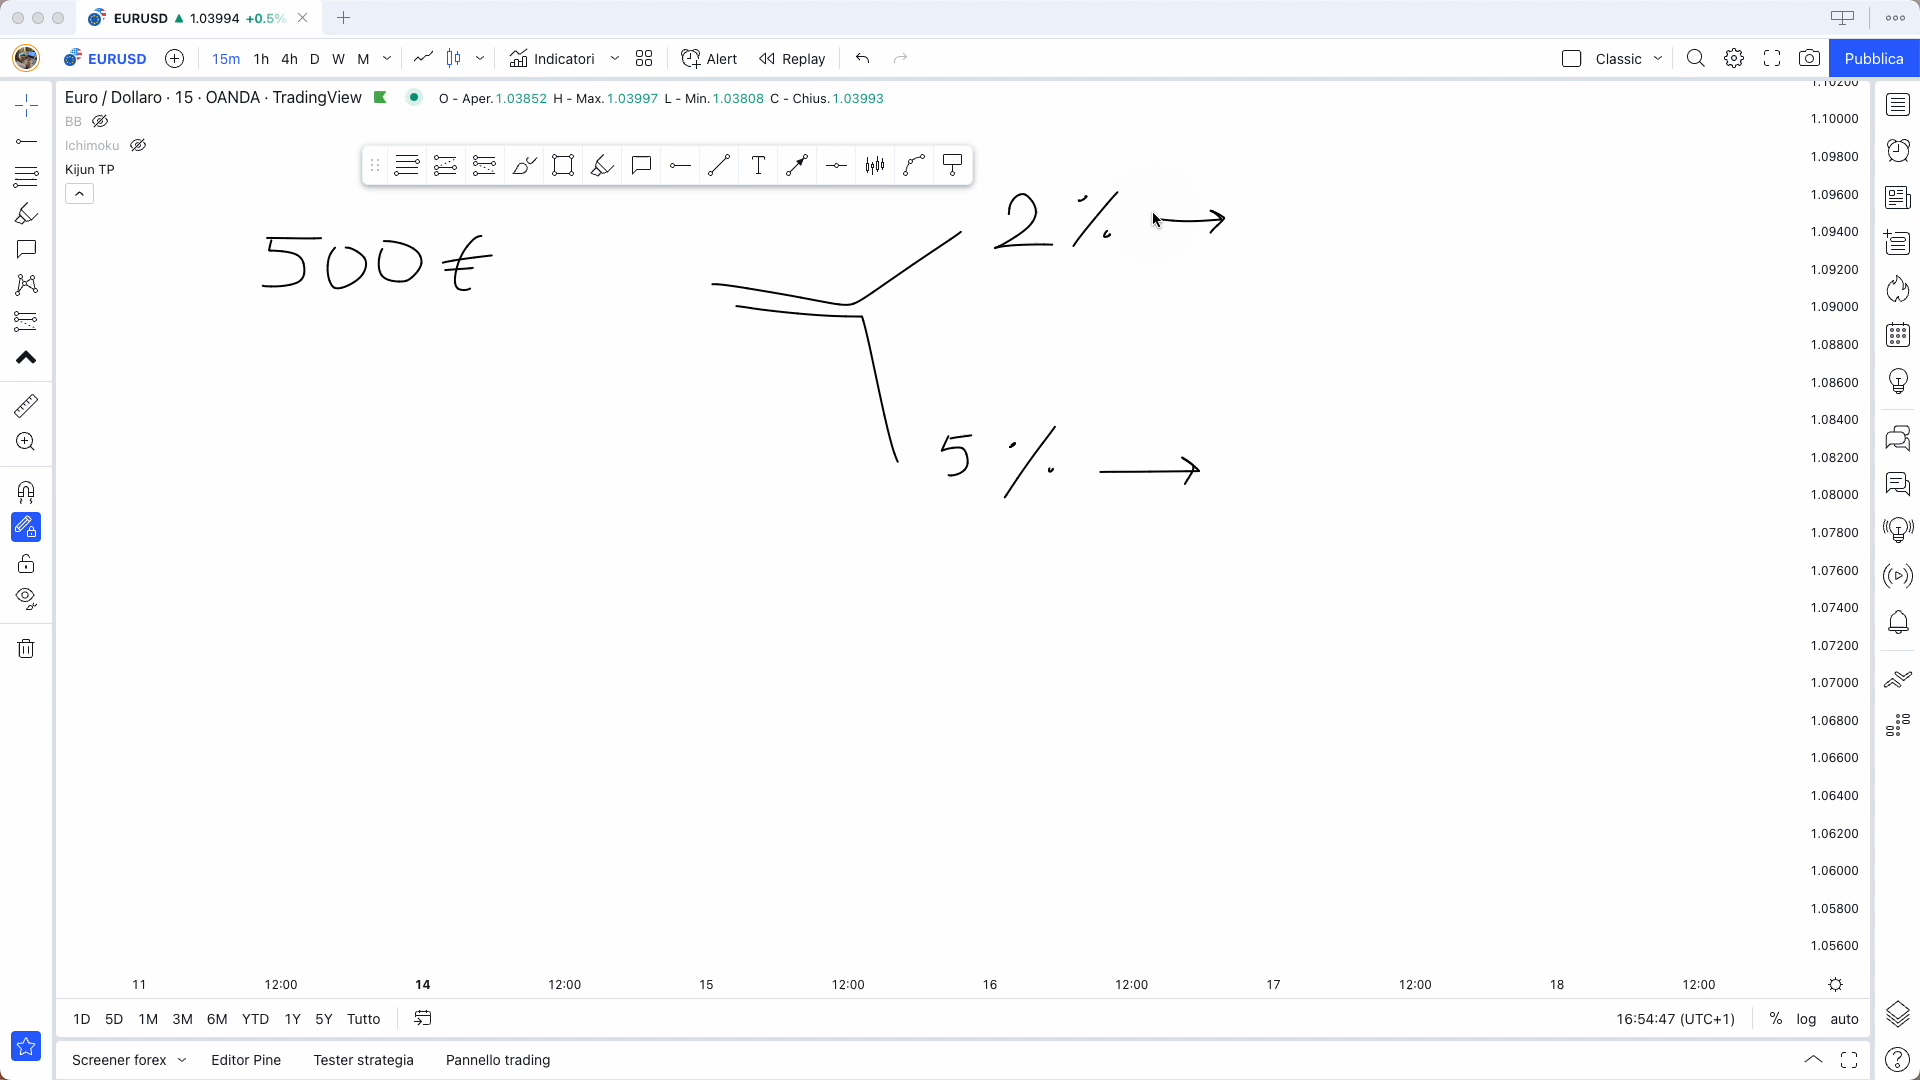 EURUSD ▲ 1.03994 +0.5%
EURUSD 15m 1h 4h D W M Indicatori Alert Replay Classic Pubblica
Euro / Dollaro · 15 · OANDA · TradingView O - Aper.1.03852 H - Max.1.03997 L - Min.1.03808 C - Chius.1.03993
BB
Ichimoku
Kijun TP
T
500€
2%
5%
1.10200
1.10000
1.09800
1.09600
1.09400
1.09200
1.09000
1.08800
1.08600
1.08400
1.08200
1.08000
1.07800
1.07600
1.07400
1.07200
1.07000
1.06800
1.06600
1.06400
1.06200
1.06000
1.05800
1.05600
11 12:00 14 12:00 15 12:00 16 12:00 17 12:00 18 12:00
1D 5D 1M 3M 6M YTD 1Y 5Y Tutto 16:54:47 (UTC+1) % log auto
Screener forex Editor Pine Tester strategia Pannello trading